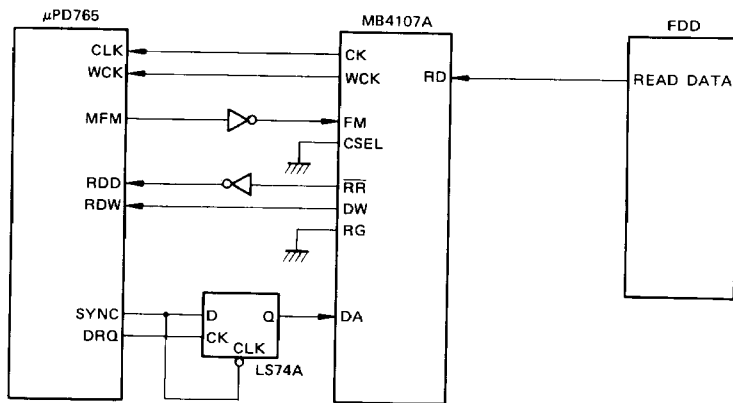 μPD765
MB4107A
FDD
CLK
CK
WCK
WCK
RD
READ DATA
MFM
FM
CSEL
RDD
RR
RDW
DW
RG
SYNC
D
Q
DA
DRQ
CK
CLK
LS74A